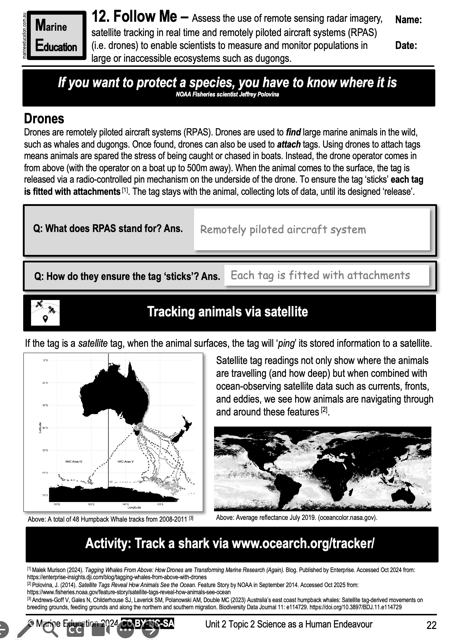 marineeducation.com.au
Marine
Education
12. Follow Me – Assess the use of remote sensing radar imagery,
satellite tracking in real time and remotely piloted aircraft systems (RPAS)
(i.e. drones) to enable scientists to measure and monitor populations in
large or inaccessible ecosystems such as dugongs.
Name:
Date:
If you want to protect a species, you have to know where it is
NOAA Fisheries scientist Jeffrey Polovina
Drones
Drones are remotely piloted aircraft systems (RPAS). Drones are used to find large marine animals in the wild,
such as whales and dugongs. Once found, drones can also be used to attach tags. Using drones to attach tags
means animals are spared the stress of being caught or chased in boats. Instead, the drone operator comes in
from above (with the operator on a boat up to 500m away). When the animal comes to the surface, the tag is
released via a radio-controlled pin mechanism on the underside of the drone. To ensure the tag 'sticks' each tag
is fitted with attachments [1]. The tag stays with the animal, collecting lots of data, until its designed 'release'.
Q: What does RPAS stand for? Ans.
Remotely piloted aircraft system
Q: How do they ensure the tag 'sticks'? Ans.
Each tag is fitted with attachments
Tracking animals via satellite
If the tag is a satellite tag, when the animal surfaces, the tag will 'ping' its stored information to a satellite.
Satellite tag readings not only show where the animals
are travelling (and how deep) but when combined with
ocean-observing satellite data such as currents, fronts,
and eddies, we see how animals are navigating through
and around these features [2].
Above: A total of 48 Humpback Whale tracks from 2008-2011 [3]
Above: Average reflectance July 2019. (oceancolor.nasa.gov).
Activity: Track a shark via www.ocearch.org/tracker/
[1] Malek Murison (2024). Tagging Whales From Above: How Drones are Transforming Marine Research (Again). Blog. Published by Enterprise. Accessed Oct 2024 from:
https://enterprise-insights.dji.com/blog/tagging-whales-from-above-with-drones
[2] Polovina, J. (2014). Satellite Tags Reveal How Animals See the Ocean. Feature Story by NOAA in September 2014. Accessed Oct 2025 from:
https://www.fisheries.noaa.gov/feature-story/satellite-tags-reveal-how-animals-see-ocean
[3] Andrews-Goff V, Gales N, Childerhouse SJ, Laverick SM, Polanowski AM, Double MC (2023) Australia's east coast humpback whales: Satellite tag-derived movements on
breeding grounds, feeding grounds and along the northern and southern migration. Biodiversity Data Journal 11: e114729. https://doi.org/10.3897/BDJ.11.e114729
Marine Education 2024 CC BY-NC-SA
Unit 2 Topic 2 Science as a Human Endeavour
22